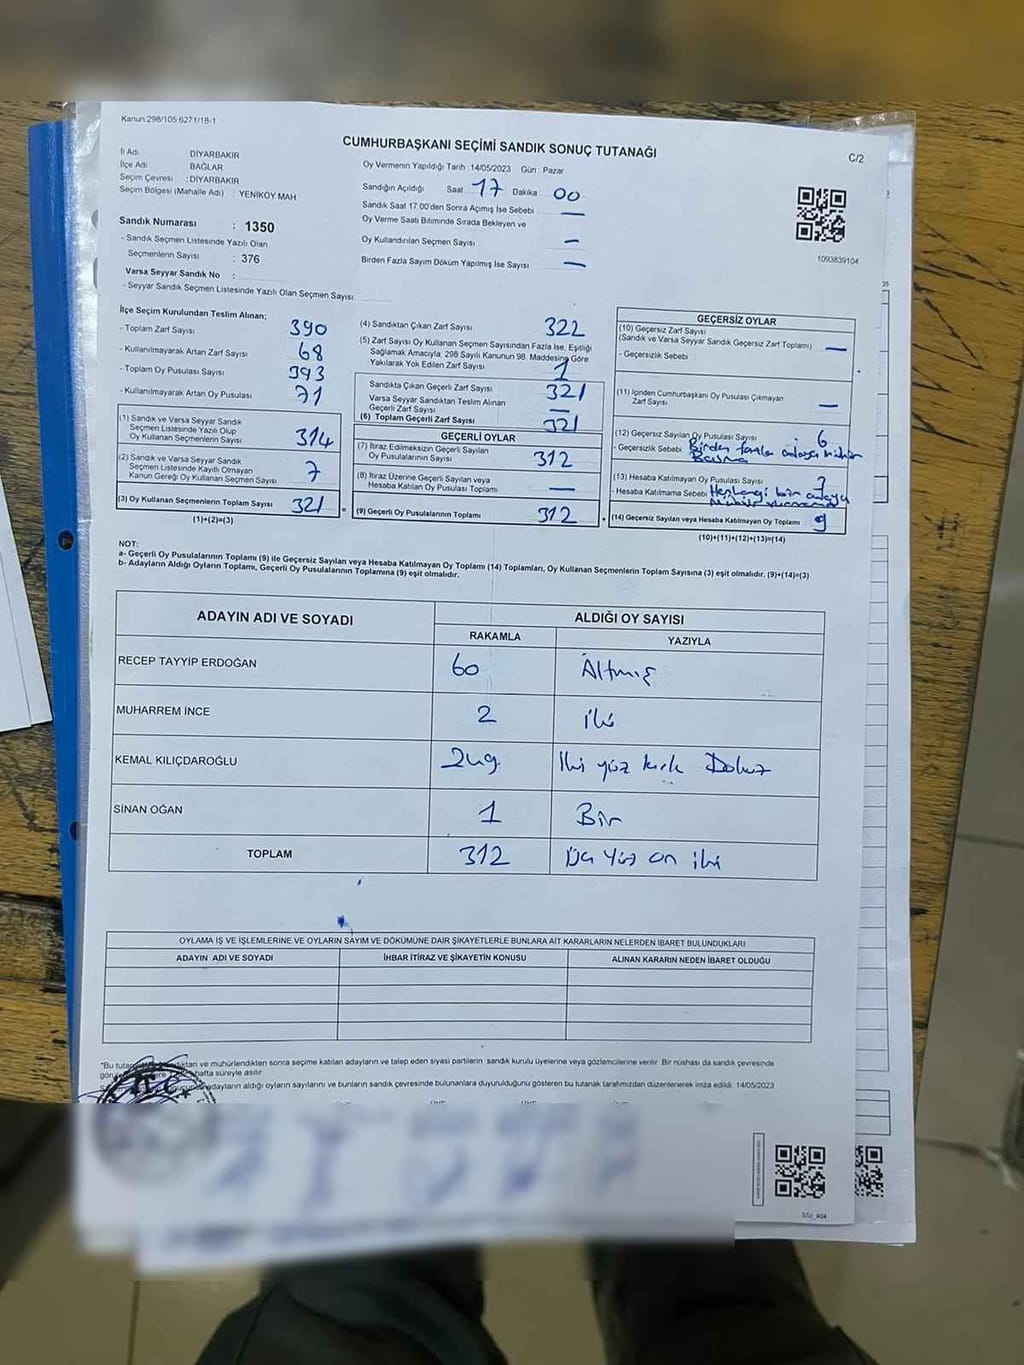 Kanun.298/105.6271/18-1
CUMHURBAŞKANI SEÇİMİ SANDIK SONUÇ TUTANAĞI
C/2
İl Adı : DİYARBAKIR
İlçe Adı : BAĞLAR
Seçim Çevresi : DİYARBAKIR
Seçim Bölgesi (Mahalle Adı) : YENİKÖY MAH
Sandık Numarası : 1350
- Sandık Seçmen Listesinde Yazılı Olan
Seçmenlerin Sayısı : 376
Varsa Seyyar Sandık No :
- Seyyar Sandık Seçmen Listesinde Yazılı Olan Seçmen Sayısı:
Oy Vermenin Yapıldığı Tarih : 14/05/2023 Gün : Pazar
Sandığın Açıldığı Saat 17 Dakika 00
Sandık Saat 17:00'den Sonra Açmış İse Sebebi —
Oy Verme Saati Bitiminde Sırada Bekleyen ve
Oy Kullandırılan Seçmen Sayısı —
Birden Fazla Sayım Döküm Yapılmış İse Sayısı —
1093839104
İlçe Seçim Kurulundan Teslim Alınan;
- Toplam Zarf Sayısı 390
- Kullanılmayarak Artan Zarf Sayısı 68
- Toplam Oy Pusulası Sayısı 393
- Kullanılmayarak Artan Oy Pusulası 71
(1) Sandık ve Varsa Seyyar Sandık
Seçmen Listesinde Yazılı Olup
Oy Kullanan Seçmenlerin Sayısı 314
(2) Sandık ve Varsa Seyyar Sandık
Seçmen Listesinde Kayıtlı Olmayan
Kanun Gereği Oy Kullanan Seçmen Sayısı 7
(3) Oy Kullanan Seçmenlerin Toplam Sayısı 321 =
(1)+(2)=(3)
(4) Sandıktan Çıkan Zarf Sayısı 322
(5) Zarf Sayısı Oy Kullanan Seçmen Sayısından Fazla İse, Eşitliği
Sağlamak Amacıyla, 298 Sayılı Kanunun 98. Maddesine Göre
Yakılarak Yok Edilen Zarf Sayısı 1
Sandıkta Çıkan Geçerli Zarf Sayısı 321
Varsa Seyyar Sandıktan Teslim Alınan
Geçerli Zarf Sayısı —
(6) Toplam Geçerli Zarf Sayısı 321
GEÇERLİ OYLAR
(7) İtiraz Edilmeksizin Geçerli Sayılan
Oy Pusulalarının Sayısı 312
(8) İtiraz Üzerine Geçerli Sayılan veya
Hesaba Katılan Oy Pusulası Toplamı —
(9) Geçerli Oy Pusulalarının Toplamı 312 +
GEÇERSİZ OYLAR
(10) Geçersiz Zarf Sayısı
(Sandık ve Varsa Seyyar Sandık Geçersiz Zarf Toplamı) —
- Geçersizlik Sebebi
(11) İçinden Cumhurbaşkanı Oy Pusulası Çıkmayan
Zarf Sayısı —
(12) Geçersiz Sayılan Oy Pusulası Sayısı : 6
- Geçersizlik Sebebi Birden fazla adaya mühür
Basma
(13) Hesaba Katılmayan Oy Pusulası Sayısı
- Hesaba Katılmama Sebebi Herhangi bir adaya
(14) Geçersiz Sayılan veya Hesaba Katılmayan Oy Toplamı 9
(10)+(11)+(12)+(13)=(14)
NOT:
a- Geçerli Oy Pusulalarının Toplamı (9) ile Geçersiz Sayılan veya Hesaba Katılmayan Oy Toplamı (14) Toplamları, Oy Kullanan Seçmenlerin Toplam Sayısına (3) eşit olmalıdır. (9)+(14)=(3)
b- Adayların Aldığı Oyların Toplamı, Geçerli Oy Pusulalarının Toplamına (9) eşit olmalıdır.
ADAYIN ADI VE SOYADI ALDIĞI OY SAYISI
RAKAMLA YAZIYLA
RECEP TAYYİP ERDOĞAN 60 Altmış
MUHARREM İNCE 2 iki
KEMAL KILIÇDAROĞLU 249 İki yüz kırk Dokuz
SİNAN OĞAN 1 Bir
TOPLAM 312 Üç Yüz on iki
OYLAMA İŞ VE İŞLEMLERİNE VE OYLARIN SAYIM VE DÖKÜMÜNE DAİR ŞİKAYETLERLE BUNLARA AİT KARARLARIN NELERDEN İBARET BULUNDUKLARI
ADAYIN ADI VE SOYADI İHBAR İTİRAZ VE ŞİKAYETİN KONUSU ALINAN KARARIN NEDEN İBARET OLDUĞU
*Bu ve mühürlendikten sonra seçime katılan adayların ve talep eden siyasi partilerin sandık kurulu üyelerine veya gözlemcilerine verilir. Bir nüshası da sandık çevresinde
hafta süreyle asılır.
adayların aldığı oyların sayılarını ve bunların sandık çevresinde bulunanlara duyurulduğunu gösteren bu tutanak tarafımızdan düzenlenerek imza edildi. 14/05/2023